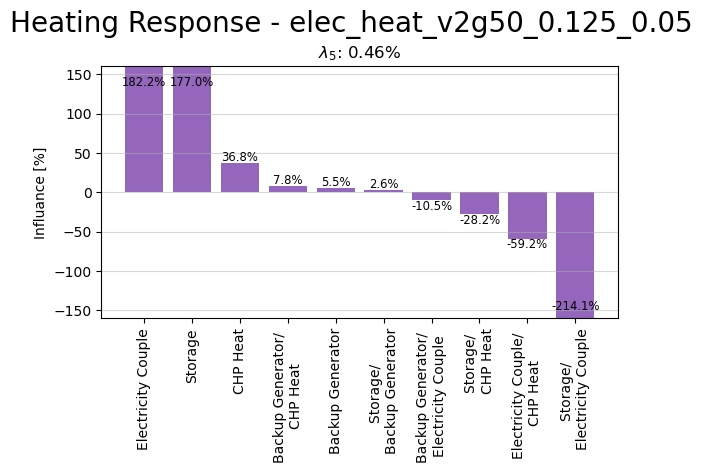 Heating Response - elec_heat_v2g50_0.125_0.05
λ5: 0.46%
Influance [%]
150
100
50
0
−50
−100
−150
182.2%
177.0%
36.8%
7.8%
5.5%
2.6%
-10.5%
-28.2%
-59.2%
-214.1%
Electricity Couple
Storage
CHP Heat
Backup Generator/
CHP Heat
Backup Generator
Storage/
Backup Generator
Backup Generator/
Electricity Couple
Storage/
CHP Heat
Electricity Couple/
CHP Heat
Storage/
Electricity Couple